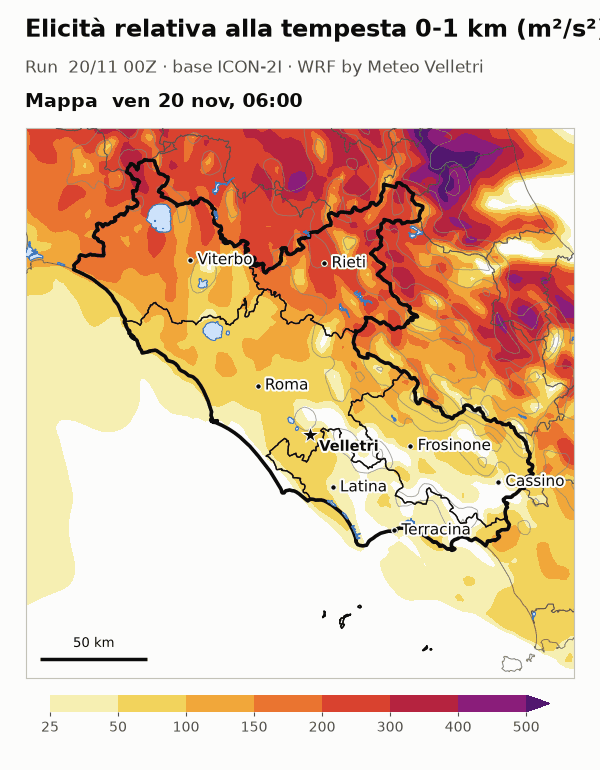 Elicità relativa alla tempesta 0-1 km (m²/s²)
Run  20/11 00Z · base ICON-2I · WRF by Meteo Velletri
Mappa  ven 20 nov, 06:00
Viterbo
Rieti
Roma
Velletri
Frosinone
Cassino
Latina
Terracina
50 km
25 50 100 150 200 300 400 500